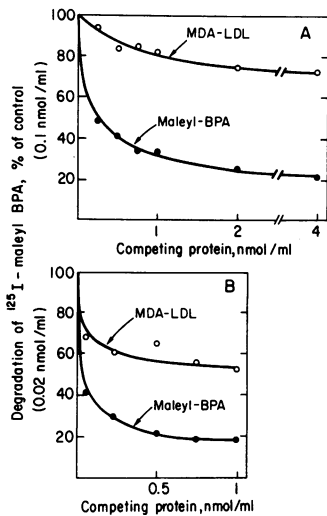 Degradation of ¹²⁵I-maleyl BPA, % of control
(0.1 nmol/ml)
(0.02 nmol/ml)
A
100
80
60
40
20
MDA-LDL
Maleyl-BPA
0
1
2
4
Competing protein, nmol/ml
B
100
80
60
40
20
MDA-LDL
Maleyl-BPA
0.5
1
Competing protein, nmol/ml